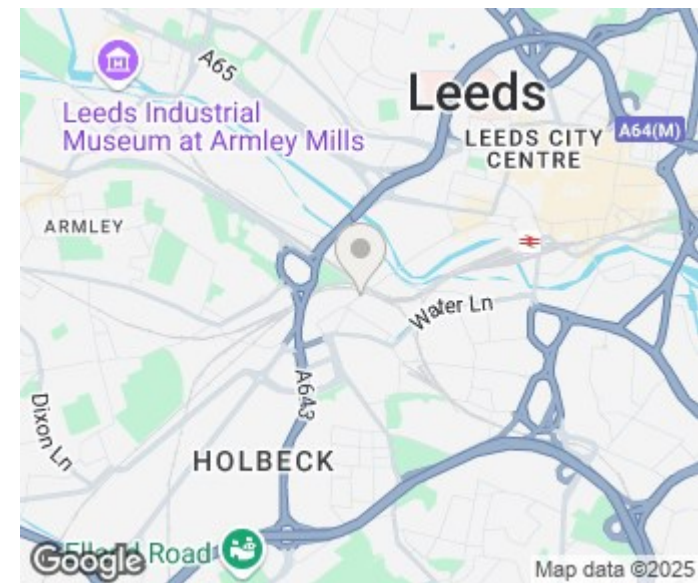 A65
Leeds Industrial
Museum at Armley Mills
Leeds
LEEDS CITY
CENTRE
A64(M)
ARMLEY
Water Ln
A643
Dixon Ln
HOLBECK
Elland Road
Google
Map data ©2025